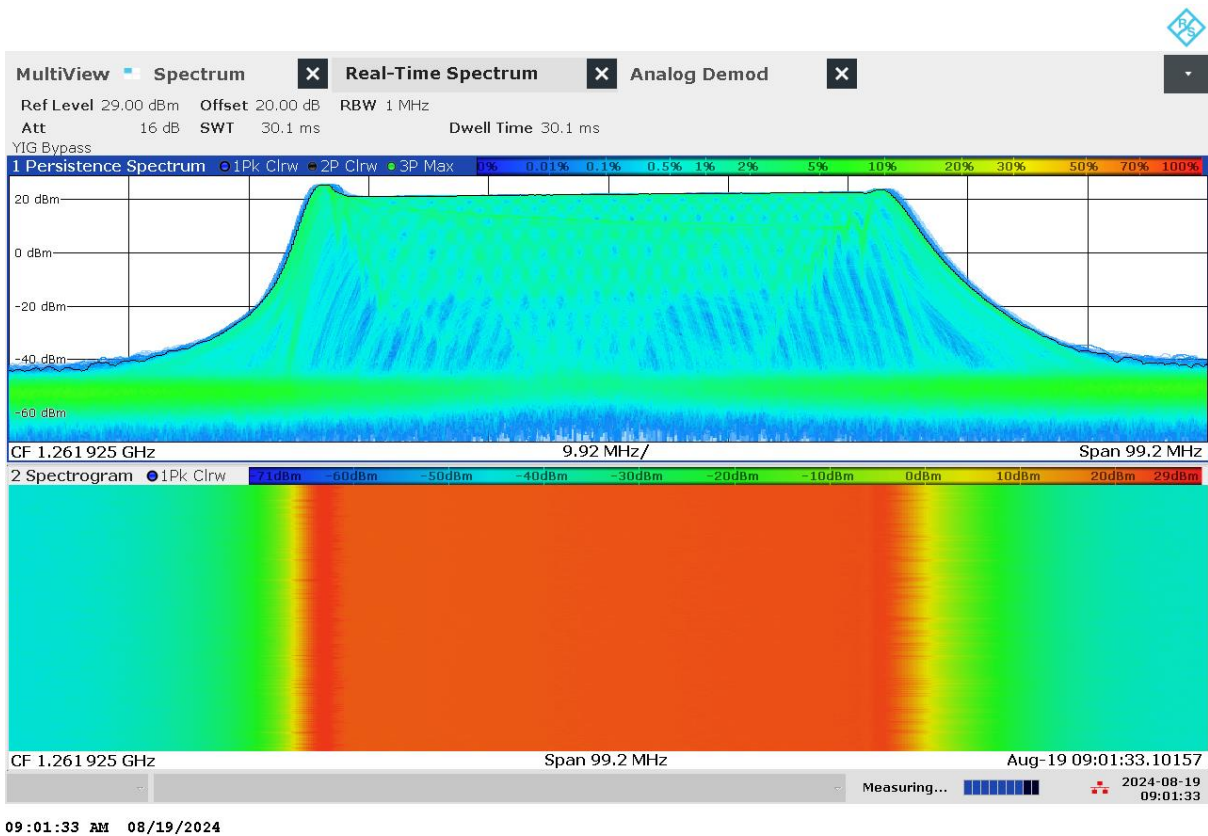 R&S
MultiView Spectrum Real-Time Spectrum Analog Demod
Ref Level 29.00 dBm Offset 20.00 dB RBW 1 MHz
Att 16 dB SWT 30.1 ms Dwell Time 30.1 ms
YIG Bypass
1 Persistence Spectrum 1Pk Clrw 2P Clrw 3P Max 0% 0.01% 0.1% 0.5% 1% 2% 5% 10% 20% 30% 50% 70% 100%
20 dBm
0 dBm
-20 dBm
-40 dBm
-60 dBm
CF 1.261925 GHz 9.92 MHz/ Span 99.2 MHz
2 Spectrogram 1Pk Clrw -71dBm -60dBm -50dBm -40dBm -30dBm -20dBm -10dBm 0dBm 10dBm 20dBm 29dBm
CF 1.261925 GHz Span 99.2 MHz Aug-19 09:01:33.10157
Measuring... 2024-08-19
09:01:33
09:01:33 AM 08/19/2024